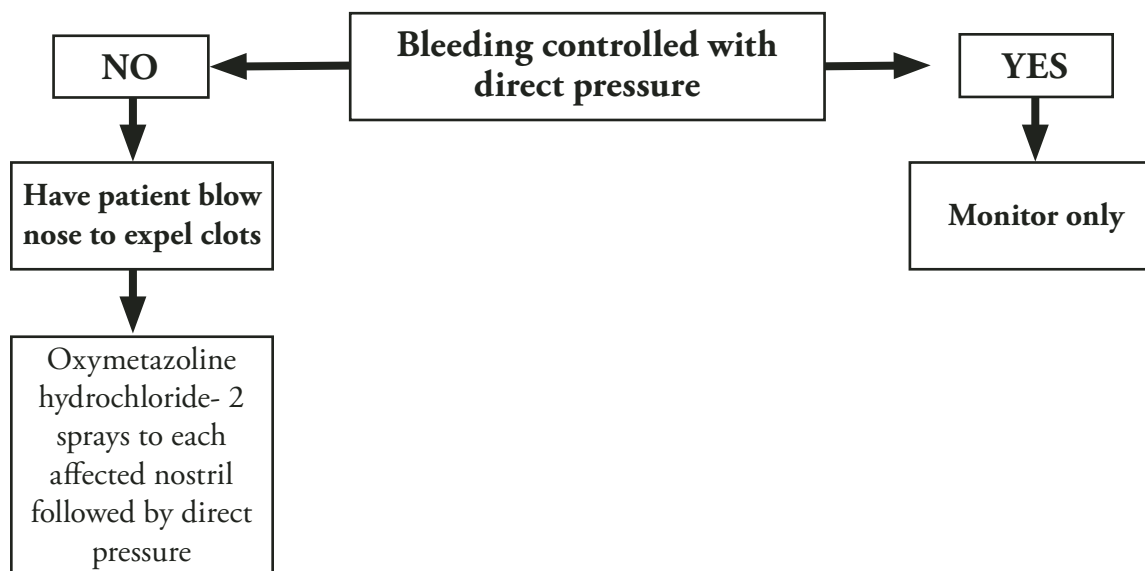 Bleeding controlled with
direct pressure
NO
YES
Have patient blow
nose to expel clots
Monitor only
Oxymetazoline
hydrochloride- 2
sprays to each
affected nostril
followed by direct
pressure